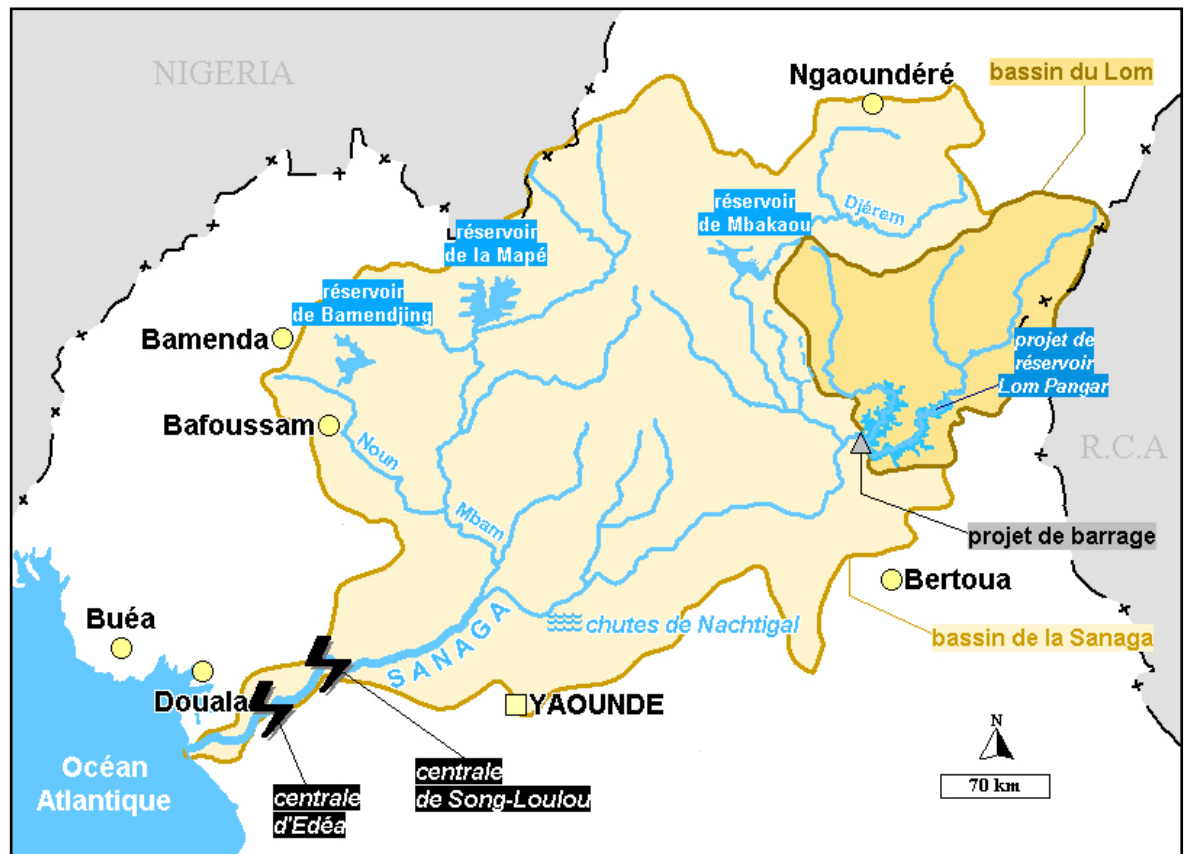 NIGERIA
Ngaoundéré
bassin du Lom
réservoir
de Mbakaou
Djérem
réservoir
de la Mapé
réservoir
de Bamendjing
Bamenda
projet de
réservoir
Lom Pangar
Bafoussam
R.C.A
Noun
Mbam
projet de barrage
Bertoua
Buéa
chutes de Nachtigal
bassin de la Sanaga
SANAGA
Douala
YAOUNDE
N
Océan
Atlantique
centrale
de Song-Loulou
70 km
centrale
d'Edéa